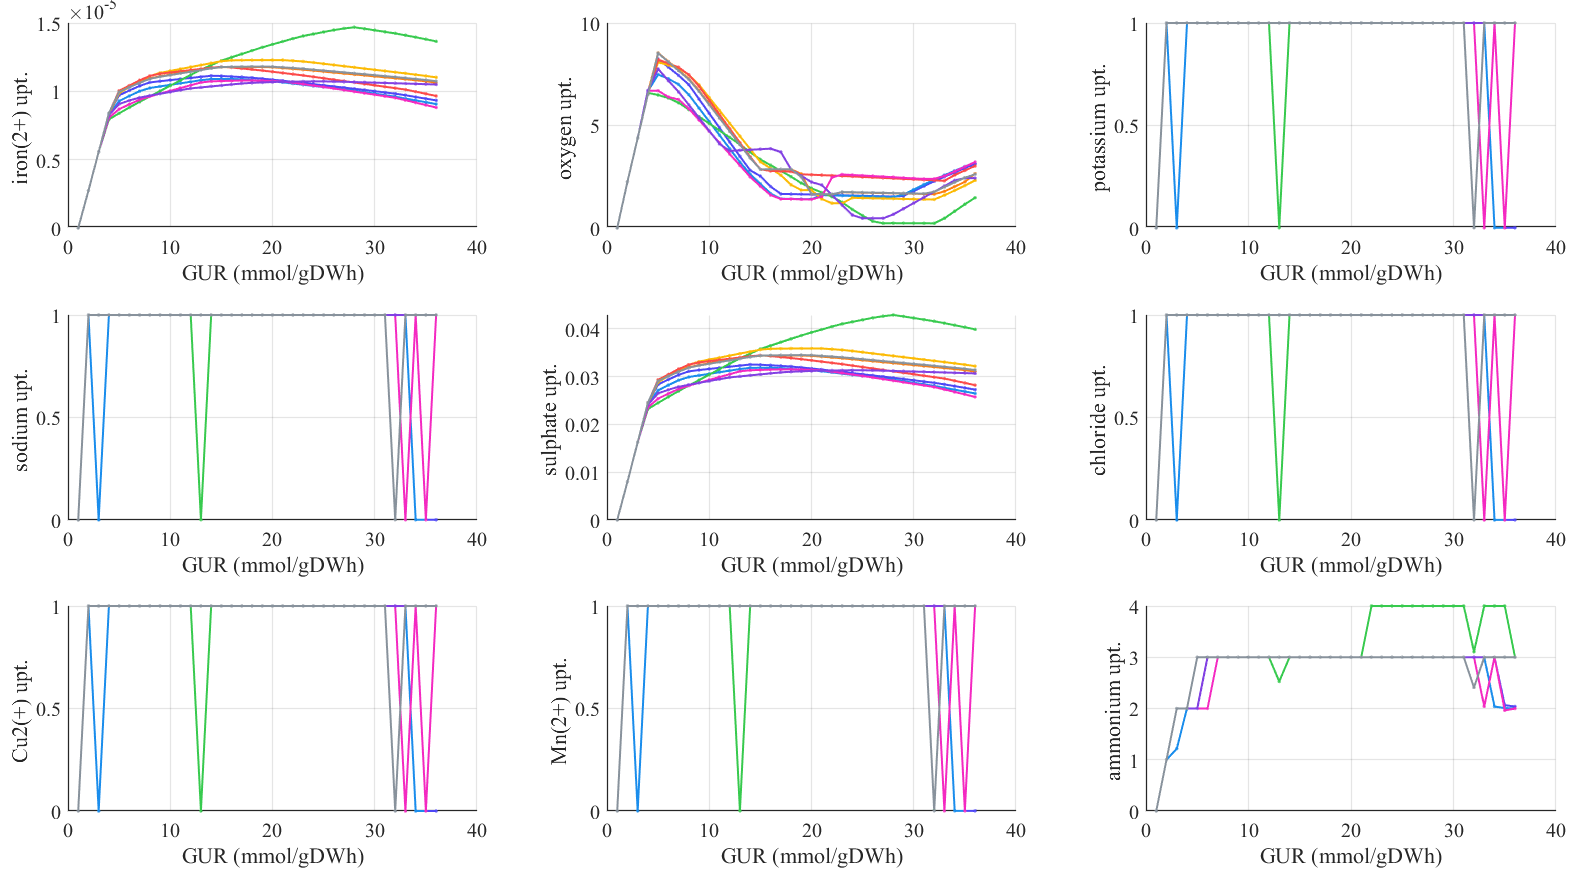 ×10⁻⁵
iron(2+) upt.
1.5
1
0.5
0
0 10 20 30 40
GUR (mmol/gDWh)
oxygen upt.
10
5
0
0 10 20 30 40
GUR (mmol/gDWh)
potassium upt.
1
0.5
0
0 10 20 30 40
GUR (mmol/gDWh)
sodium upt.
1
0.5
0
0 10 20 30 40
GUR (mmol/gDWh)
sulphate upt.
0.04
0.03
0.02
0.01
0
0 10 20 30 40
GUR (mmol/gDWh)
chloride upt.
1
0.5
0
0 10 20 30 40
GUR (mmol/gDWh)
Cu2(+) upt.
1
0.5
0
0 10 20 30 40
GUR (mmol/gDWh)
Mn(2+) upt.
1
0.5
0
0 10 20 30 40
GUR (mmol/gDWh)
ammonium upt.
4
3
2
1
0
0 10 20 30 40
GUR (mmol/gDWh)